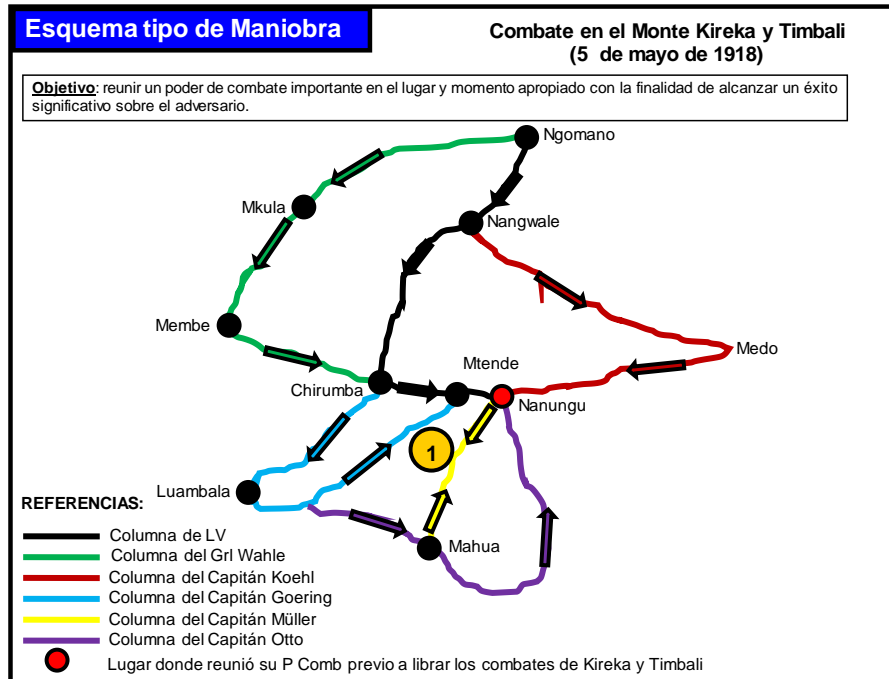 Esquema tipo de Maniobra
Combate en el Monte Kireka y Timbali
(5 de mayo de 1918)
Objetivo: reunir un poder de combate importante en el lugar y momento apropiado con la finalidad de alcanzar un éxito
significativo sobre el adversario.
Ngomano
Mkula
Nangwale
Membe
Medo
Mtende
Chirumba
Nanungu
1
Luambala
Mahua
REFERENCIAS:
Columna de LV
Columna del Grl Wahle
Columna del Capitán Koehl
Columna del Capitán Goering
Columna del Capitán Müller
Columna del Capitán Otto
Lugar donde reunió su P Comb previo a librar los combates de Kireka y Timbali